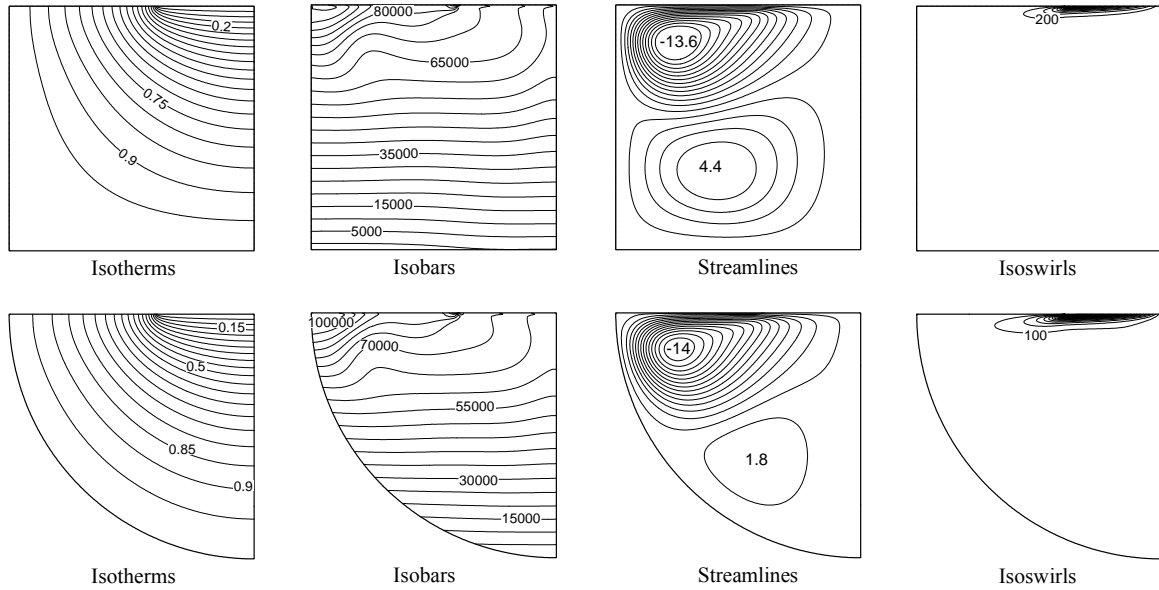 0.2
0.75
0.9
80000
65000
35000
15000
5000
-13.6
4.4
200
Isotherms
Isobars
Streamlines
Isoswirls
0.15
0.5
0.85
0.9
100000
70000
55000
30000
15000
-14
1.8
100
Isotherms
Isobars
Streamlines
Isoswirls